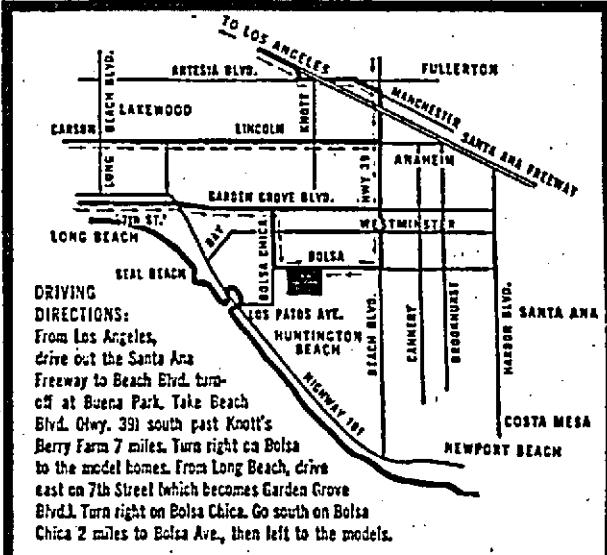 TO LOS ANGELES
ARTESIA BLVD.
FULLERTON
LONG BEACH BLVD.
LAKEWOOD
KNOTT
MANCHESTER
SANTA ANA FREEWAY
CARSON
LINCOLN
HWY 39
ANAHEIM
GARDEN GROVE BLVD.
7TH ST.
WESTMINSTER
LONG BEACH
BAY
BOLSA CHICA
BOLSA
SEAL BEACH
LOS PATOS AVE.
HUNTINGTON
BEACH
BEACH BLVD.
CANNERY
BROOKHURST
HARBOR BLVD.
SANTA ANA
HIGHWAY 101
COSTA MESA
NEWPORT BEACH
DRIVING
DIRECTIONS:
From Los Angeles,
drive out the Santa Ana
Freeway to Beach Blvd. turn-
off at Buena Park. Take Beach
Blvd. (Hwy. 39) south past Knott's
Berry Farm 7 miles. Turn right on Bolsa
to the model homes. From Long Beach, drive
east on 7th Street (which becomes Garden Grove
Blvd.). Turn right on Bolsa Chica. Go south on Bolsa
Chica 2 miles to Bolsa Ave., then left to the models.